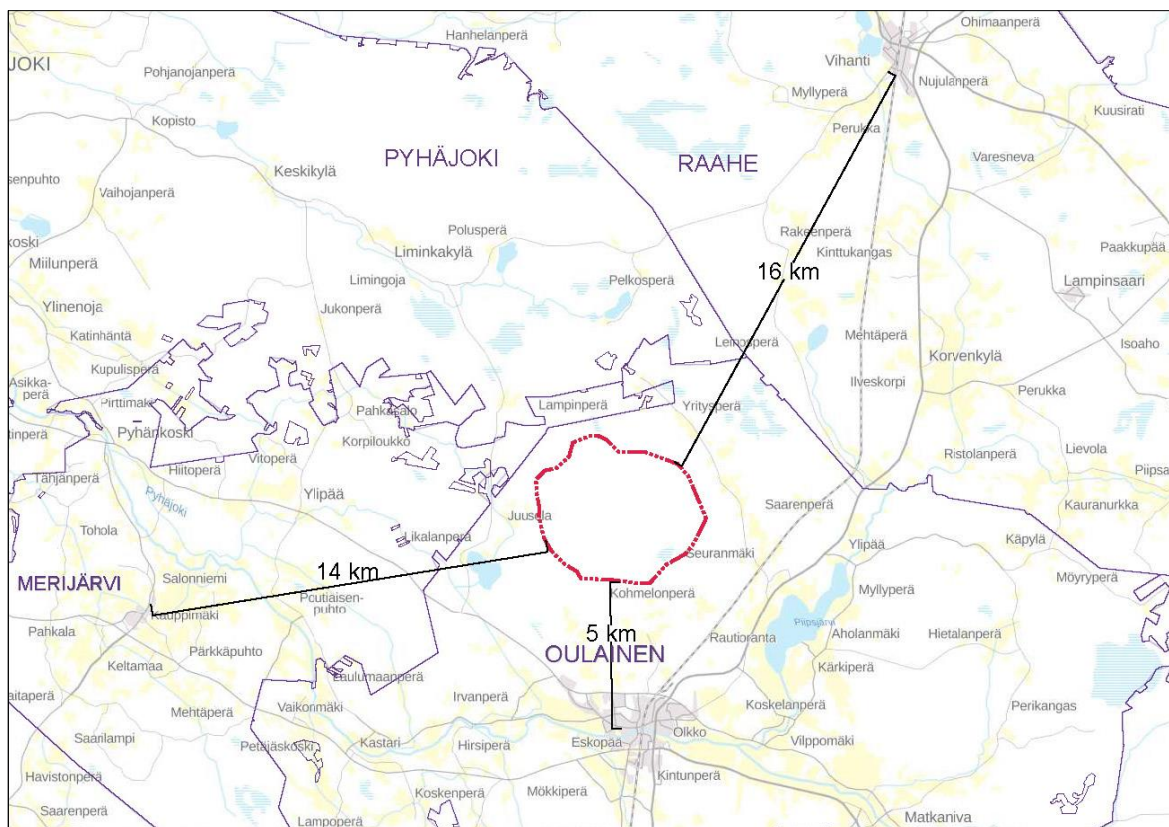 Ohimaanperä
Hanhelanperä
Vihanti
JOKI
Pohjanojanperä
Nujulanperä
Myllyperä
Kuusirati
Kopisto
Perukka
PYHÄJOKI
RAAHE
Varesneva
Keskikylä
senpuhto
Vaihojanperä
Polusperä
Rakeenperä
koski
Liminkakylä
Kinttukangas
Paakkupää
Miilunperä
16 km
Limingoja
Pelkosperä
Lampinsaari
Ylinenoja
Jukonperä
Katinhäntä
Mehtäperä
Leinosperä
Isoaho
Korvenkylä
Kupulisperä
Asikka-
perä
Ilveskorpi
Perukka
Pirttimäki
Lampinperä
Yritysperä
Pahkasalo
tinperä
Pyhänkoski
Korpiloukko
Lievola
Ristolanperä
Vitoperä
Hiitoperä
Piipsa
Tähjänperä
Ylipää
Pyhäjoki
Saarenperä
Kauranurkka
Juusola
Tohola
Likalanperä
Käpylä
Ylipää
Seuranmäki
14 km
Salonniemi
Möyryperä
MERIJÄRVI
Myllyperä
Kohmelonperä
Poutiaisen-
puhto
Kauppimäki
Piipsjärvi
Pahkala
5 km
Rautioranta
Aholanmäki
Hietalanperä
Pärkkäpuhto
OULAINEN
Keltamaa
Kärkiperä
Laulumaanperä
aitaperä
Irvanperä
Vaikonmäki
Koskelanperä
Perikangas
Mehtäperä
Olkko
Saarilampi
Kastari
Hirsiperä
Eskopää
Vilppomäki
Petäjäskoski
Havistonperä
Kintunperä
Mökkiperä
Koskenperä
Saarenperä
Lampoperä
Matkaniva